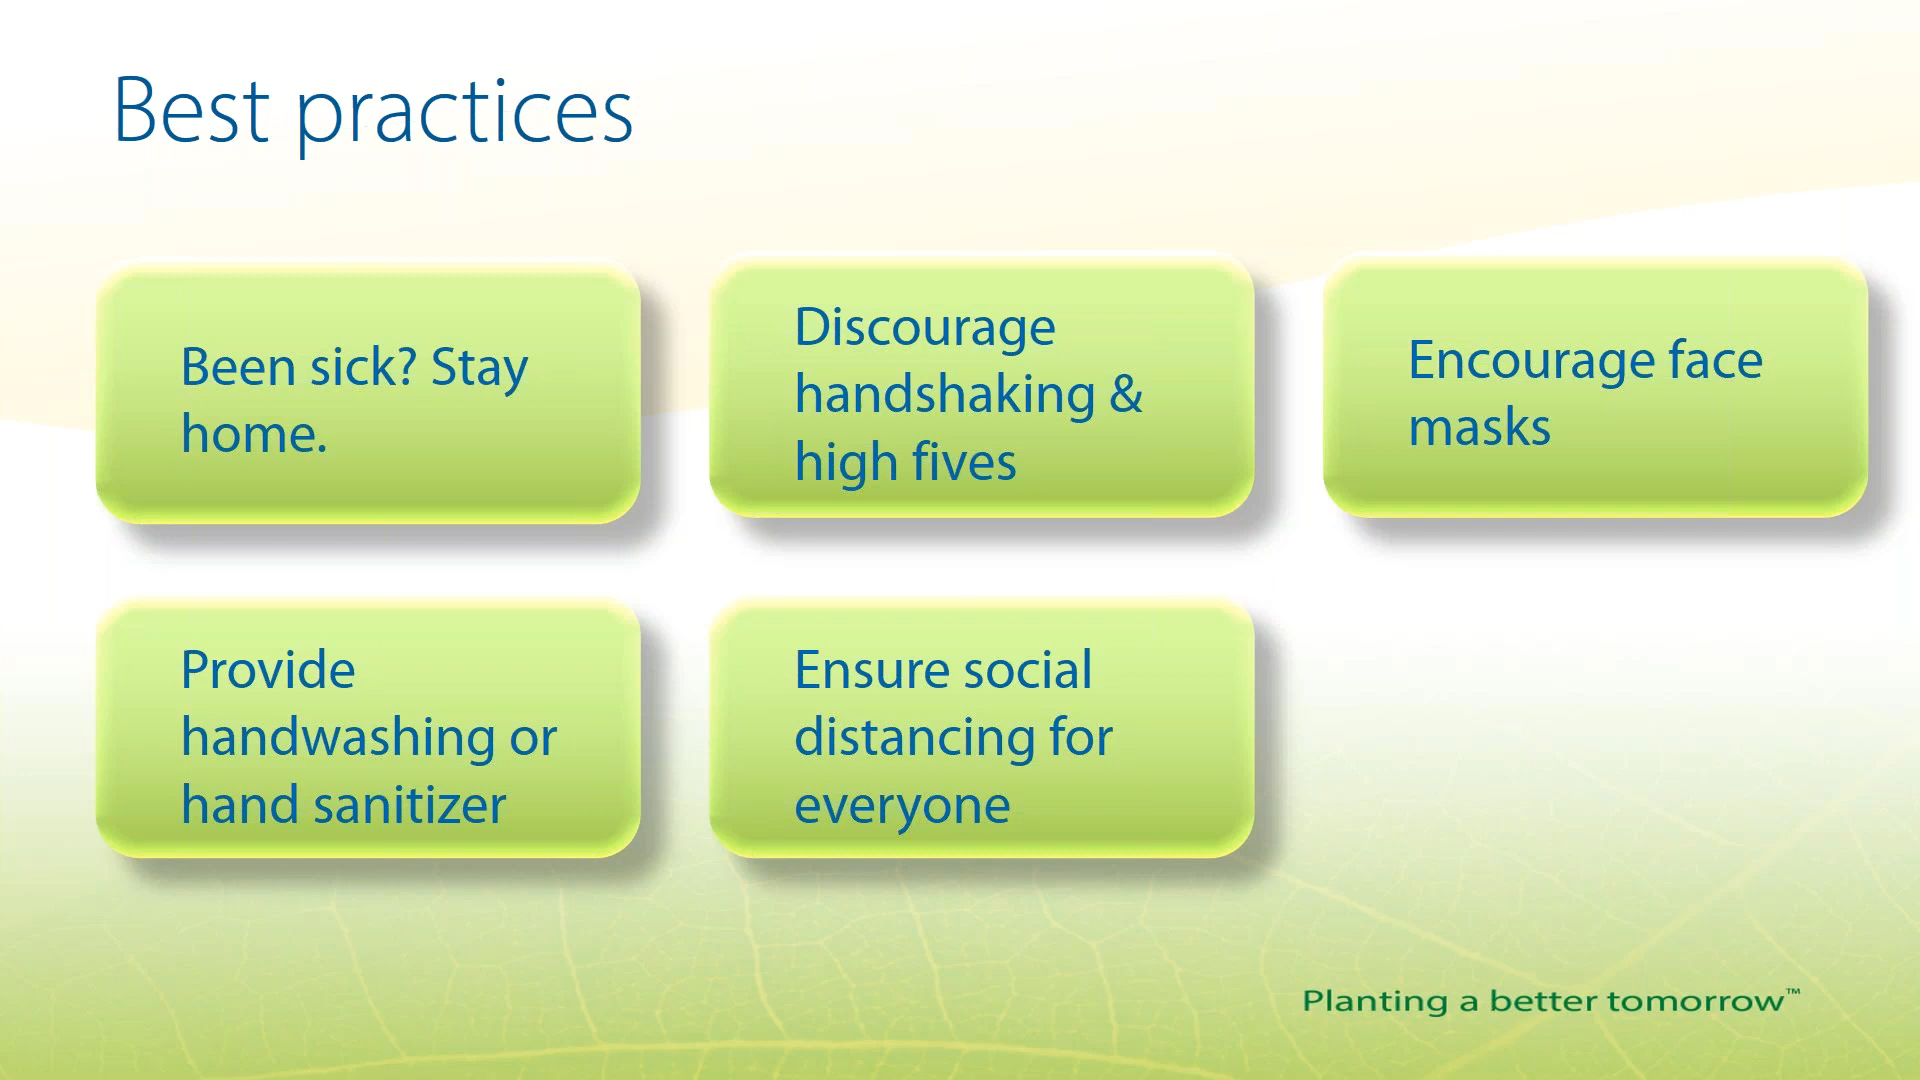 Best practices
Been sick? Stay
home.
Discourage
handshaking &
high fives
Encourage face
masks
Provide
handwashing or
hand sanitizer
Ensure social
distancing for
everyone
Planting a better tomorrow™